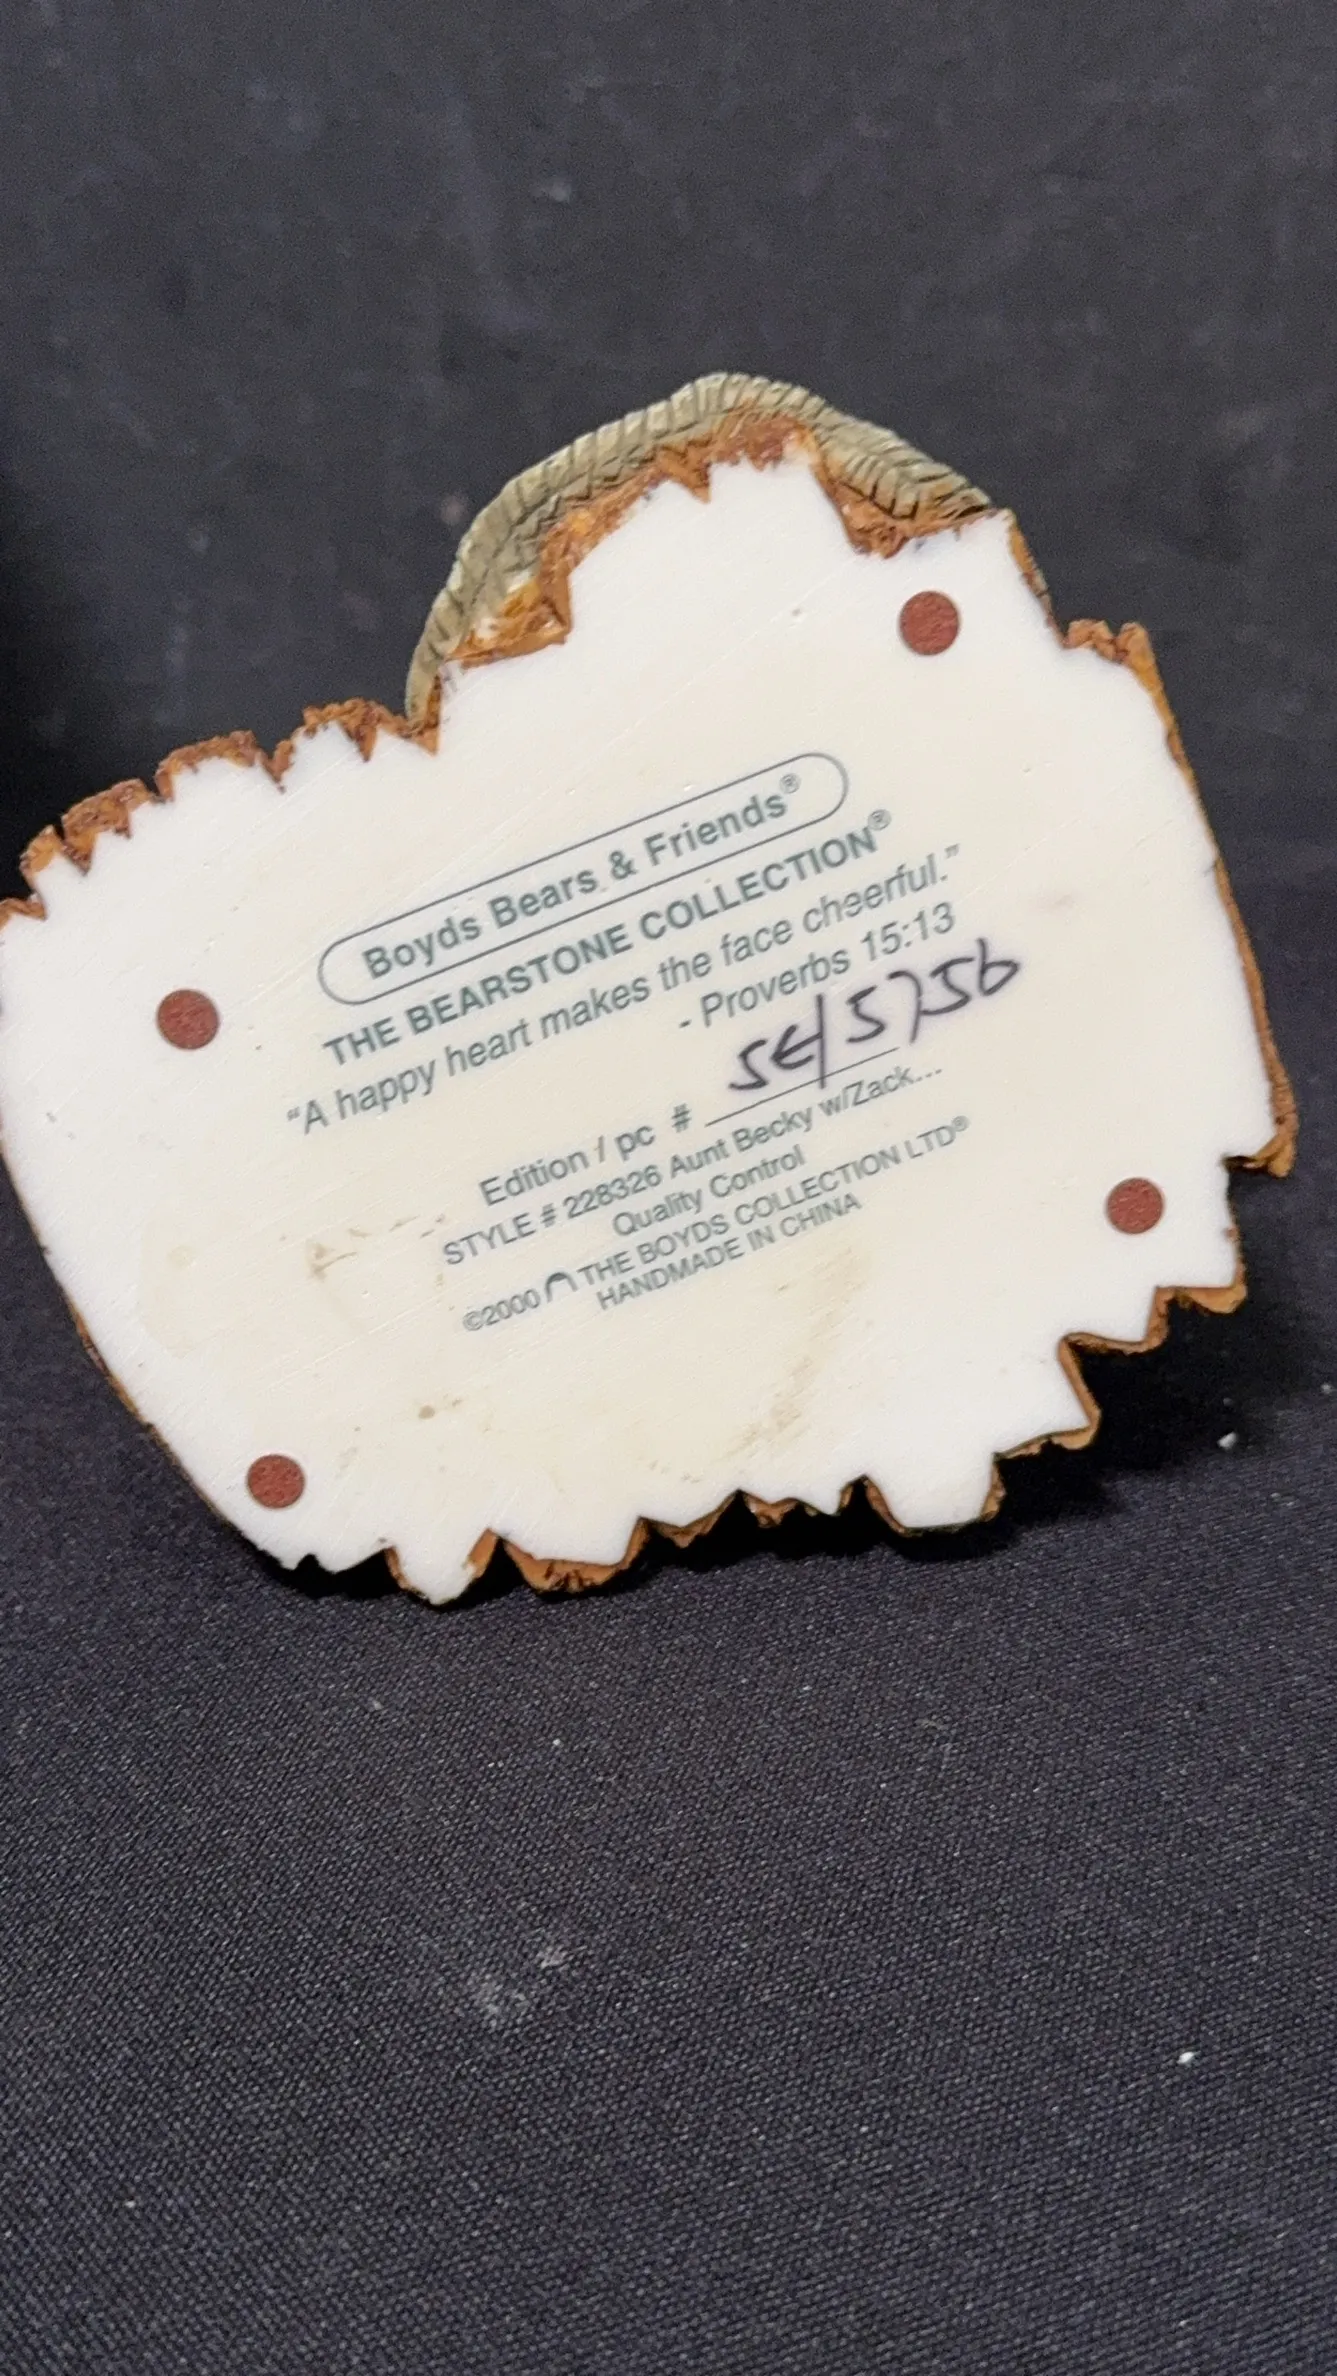 Boyds Bears & Friends®
THE BEARSTONE COLLECTION®
“A happy heart makes the face cheerful.”
- Proverbs 15:13
Edition / pc # 5E/5756
STYLE # 228326 Aunt Becky w/Zack...
Quality Control
©2000 THE BOYDS COLLECTION LTD®
HANDMADE IN CHINA